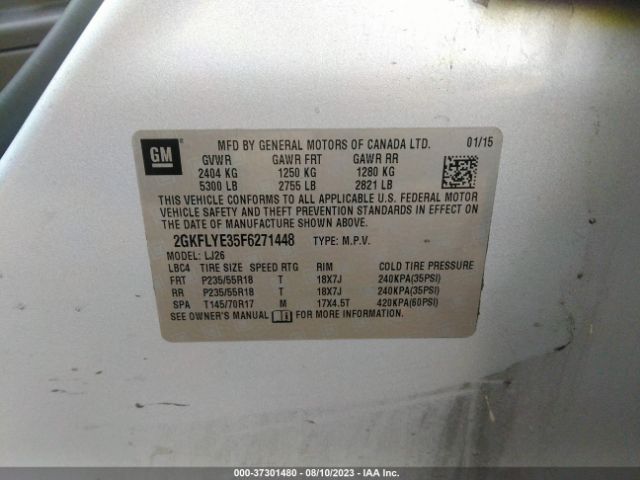 GM
MFD BY GENERAL MOTORS OF CANADA LTD. 01/15
GVWR GAWR FRT GAWR RR
2404 KG 1250 KG 1280 KG
5300 LB 2755 LB 2821 LB
THIS VEHICLE CONFORMS TO ALL APPLICABLE U.S. FEDERAL MOTOR
VEHICLE SAFETY AND THEFT PREVENTION STANDARDS IN EFFECT ON
THE DATE OF MANUFACTURE SHOWN ABOVE.
2GKFLYE35F6271448 TYPE: M.P.V.
MODEL: LJ26
LBC4 TIRE SIZE SPEED RTG RIM COLD TIRE PRESSURE
FRT P235/55R18 T 18X7J 240KPA(35PSI)
RR P235/55R18 T 18X7J 240KPA(35PSI)
SPA T145/70R17 M 17X4.5T 420KPA(60PSI)
SEE OWNER'S MANUAL FOR MORE INFORMATION.
000-37301480 - 08/10/2023 - IAA Inc.